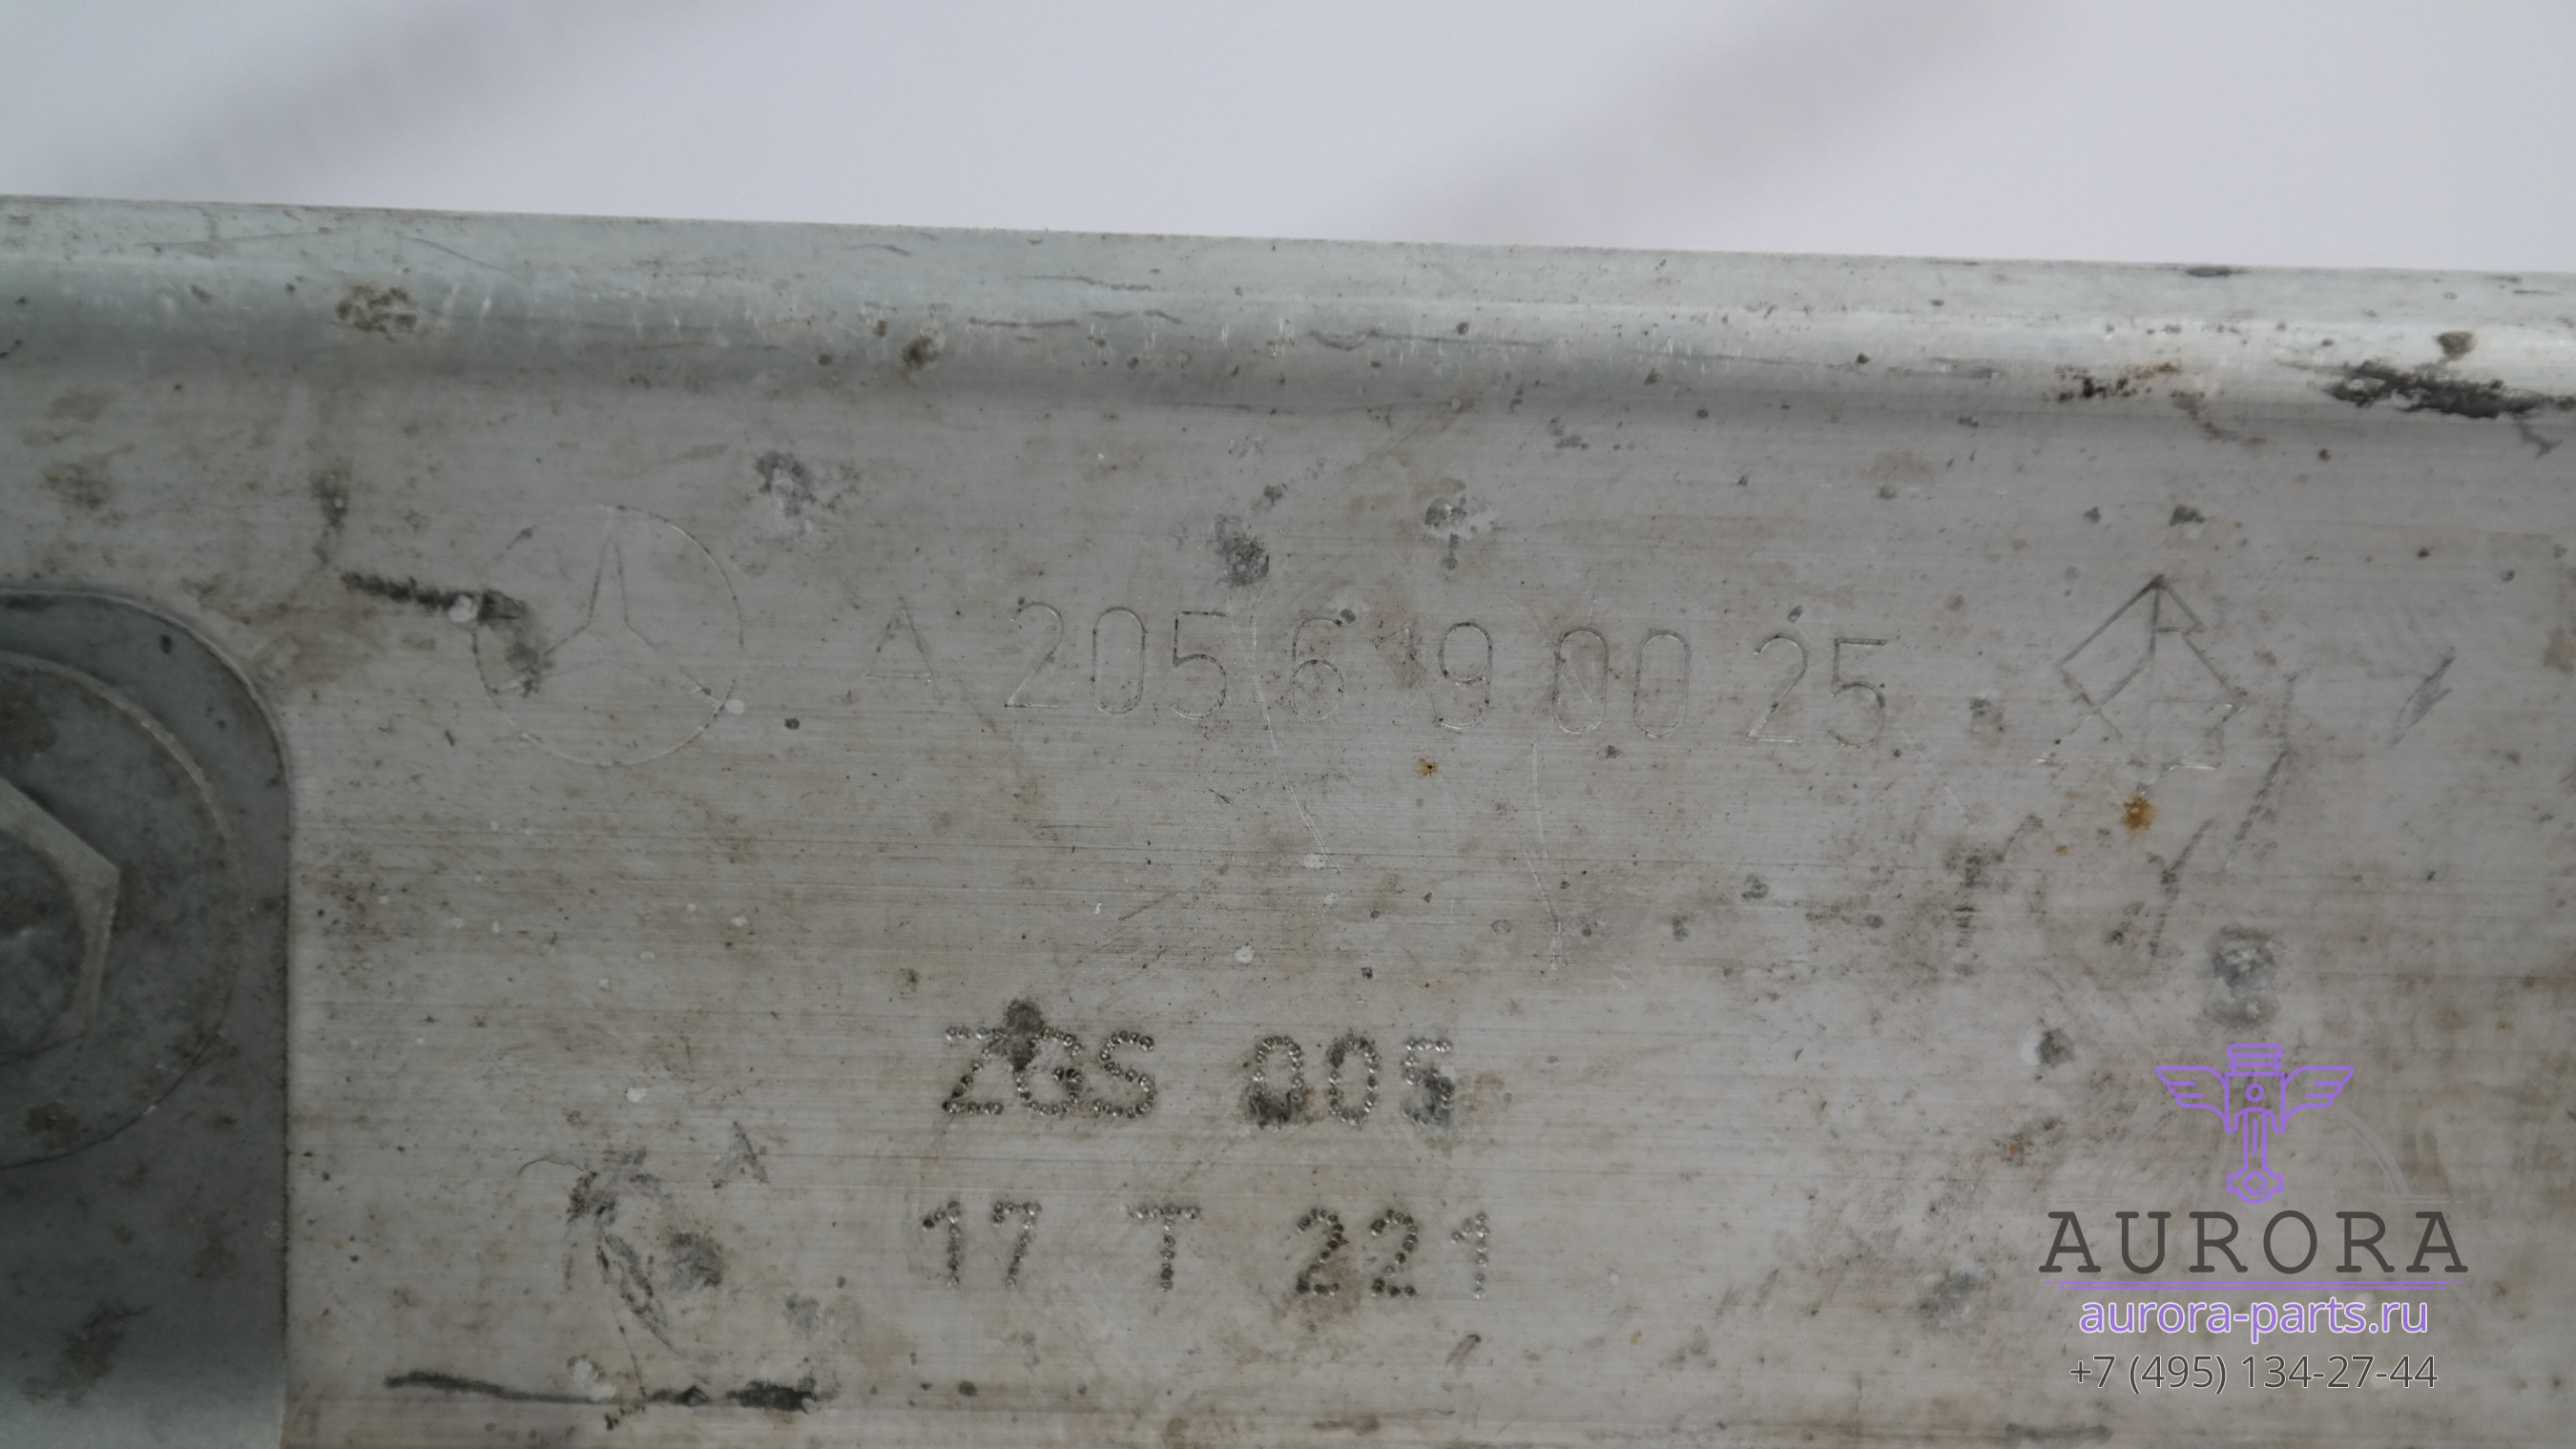 A 205 619 00 25
ZGS 005
17 T 221
AURORA
aurora-parts.ru
+7 (495) 134-27-44